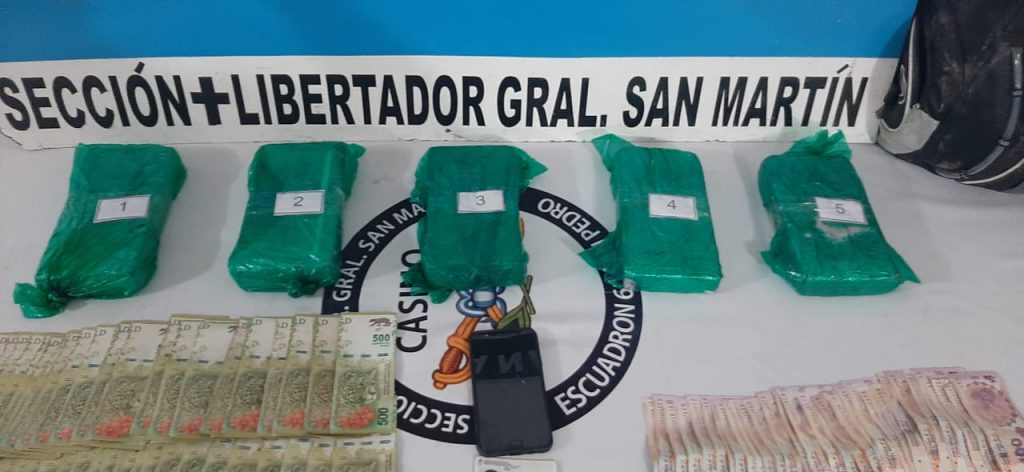 SECCIÓN+LIBERTADOR GRAL. SAN MARTÍN
1
2
3
4
5
GRAL. SAN MA
PEDRO
CASINO
ESCUADRON 6
SECCIO
500
500